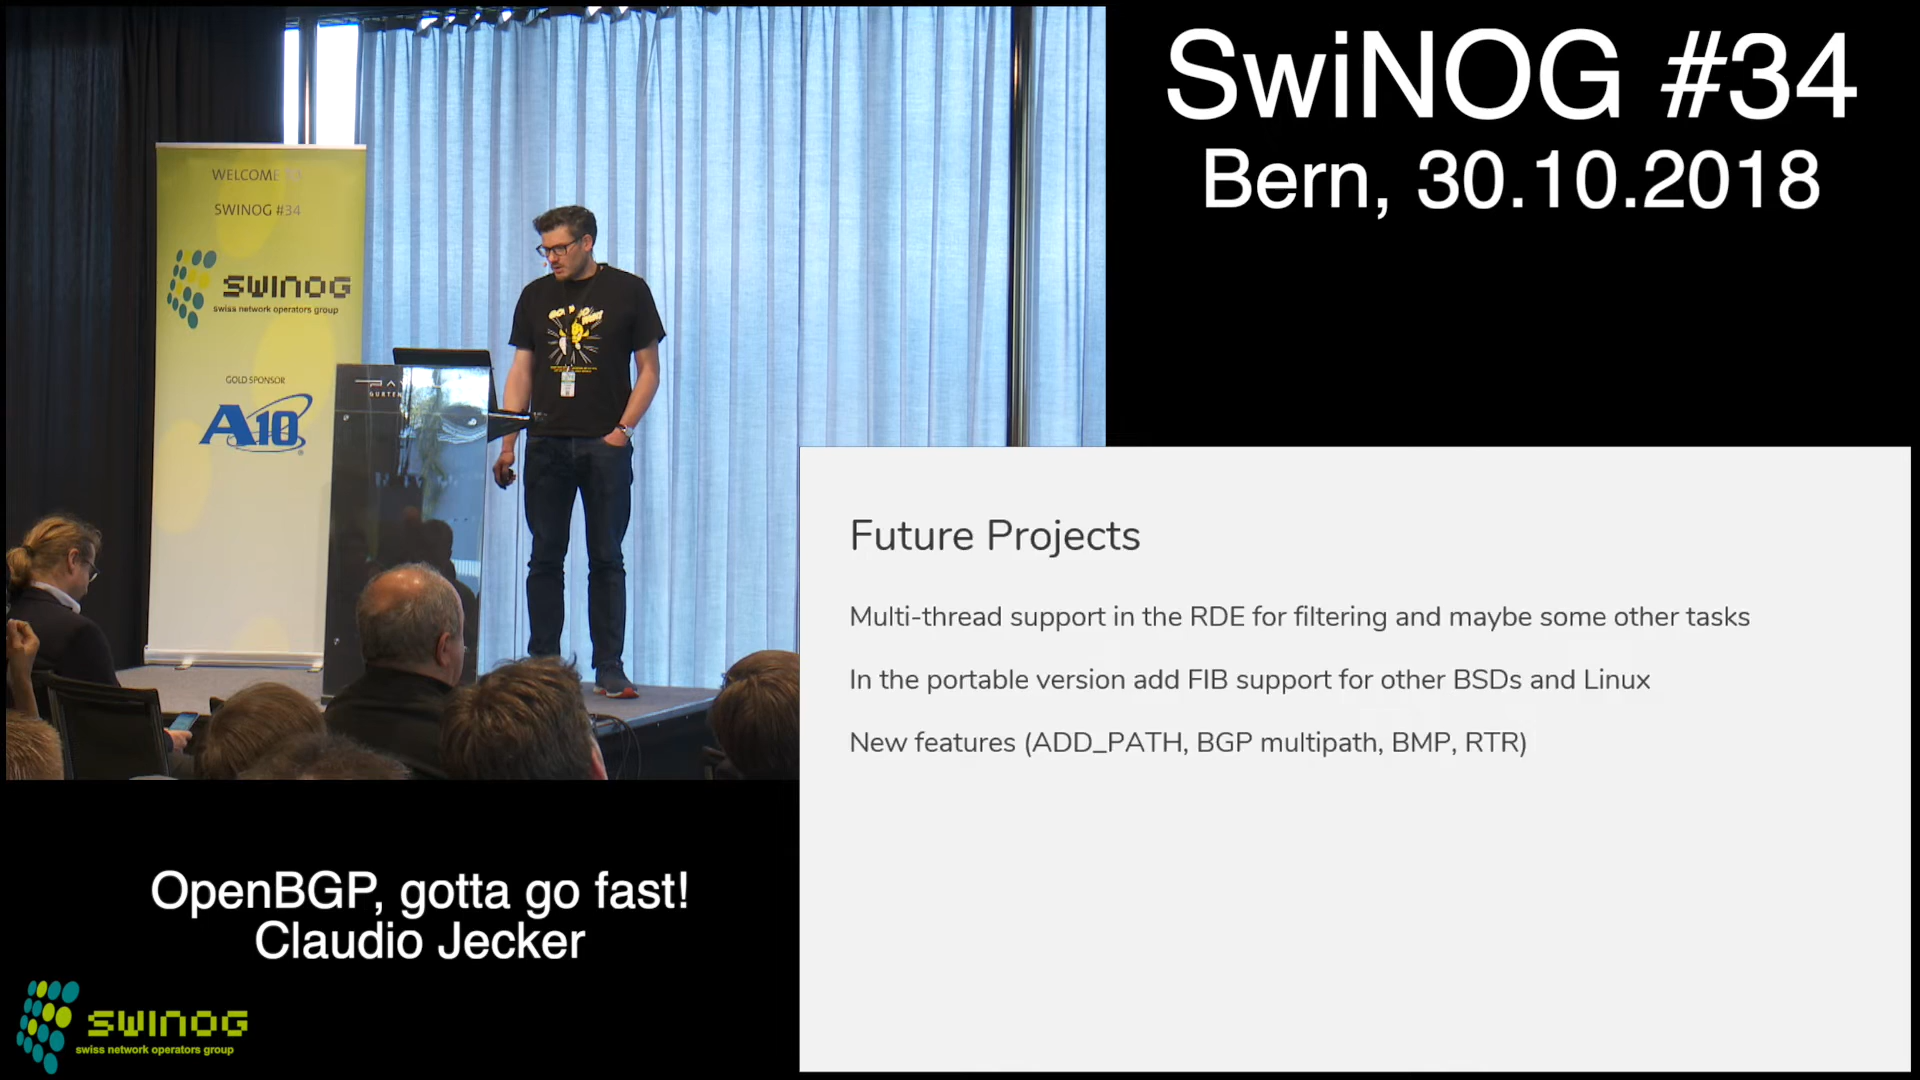 SwiNOG #34
Bern, 30.10.2018
WELCOME
SWINOG #34
SWINOG
swiss network operators group
GOLD SPONSOR
A10
GURTEN
Future Projects
Multi-thread support in the RDE for filtering and maybe some other tasks
In the portable version add FIB support for other BSDs and Linux
New features (ADD_PATH, BGP multipath, BMP, RTR)
OpenBGP, gotta go fast!
Claudio Jecker
SWINOG
swiss network operators group